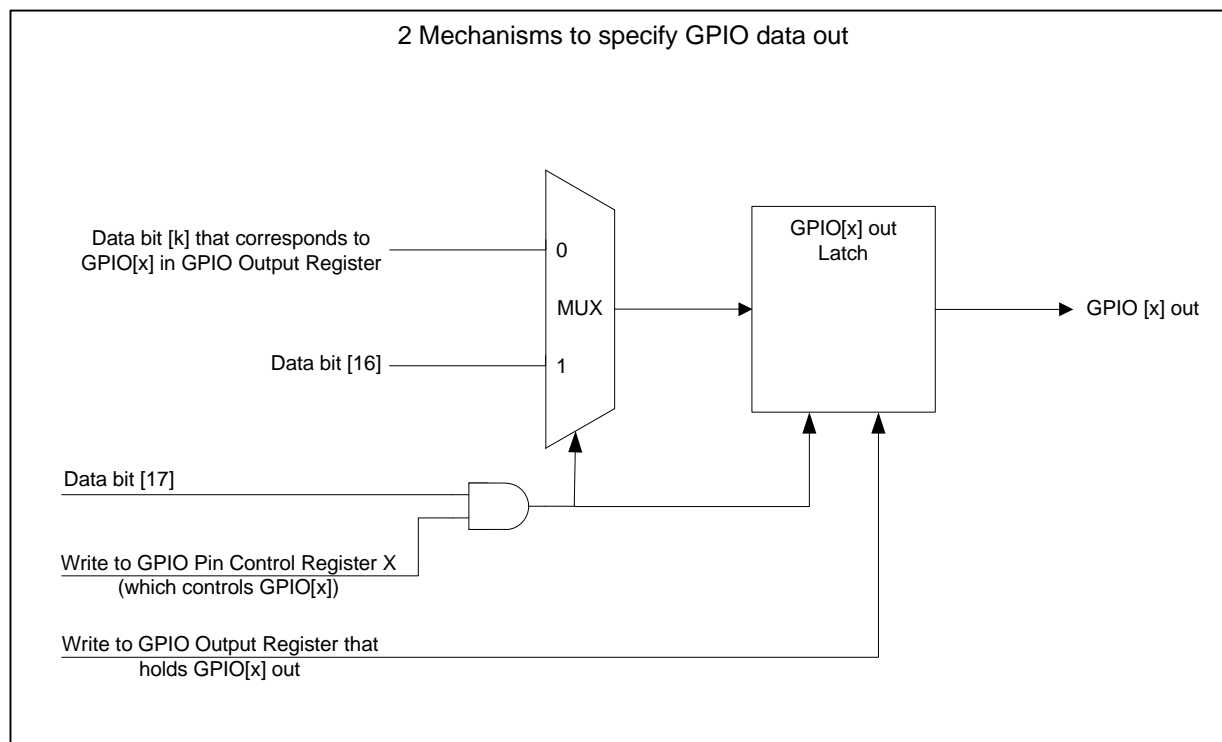 2 Mechanisms to specify GPIO data out
Data bit [k] that corresponds to
GPIO[x] in GPIO Output Register
0
GPIO[x] out
Latch
MUX
GPIO [x] out
Data bit [16]
1
Data bit [17]
Write to GPIO Pin Control Register X
(which controls GPIO[x])
Write to GPIO Output Register that
holds GPIO[x] out